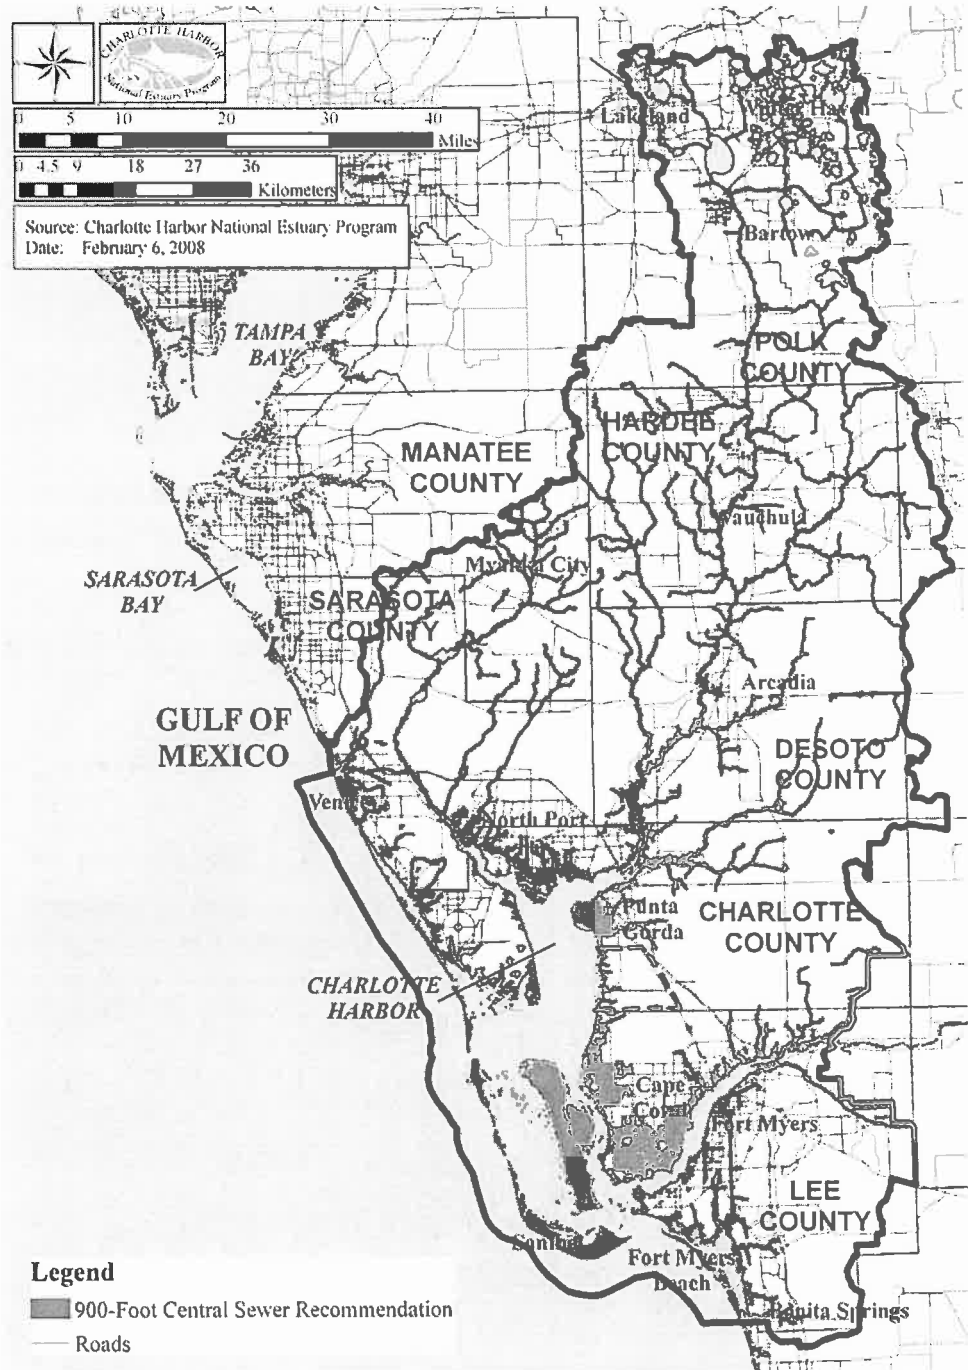 CHARLOTTE HARBOR
National Estuary Program
0 5 10 20 30 40
Miles
0 4.5 9 18 27 36
Kilometers
Source: Charlotte Harbor National Estuary Program
Date: February 6, 2008
Lakeland
Winter
Bartow
TAMPA
BAY
POLK
COUNTY
HARDEE
COUNTY
MANATEE
COUNTY
Wauchula
Myakka City
SARASOTA
BAY
SARASOTA
COUNTY
Arcadia
GULF OF
MEXICO
DESOTO
COUNTY
Venice
North Port
Punta
Gorda
CHARLOTTE
COUNTY
CHARLOTTE
HARBOR
Cape
Coral
Fort Myers
LEE
COUNTY
Sanibel
Fort Myers
Beach
Bonita Springs
Legend
900-Foot Central Sewer Recommendation
Roads